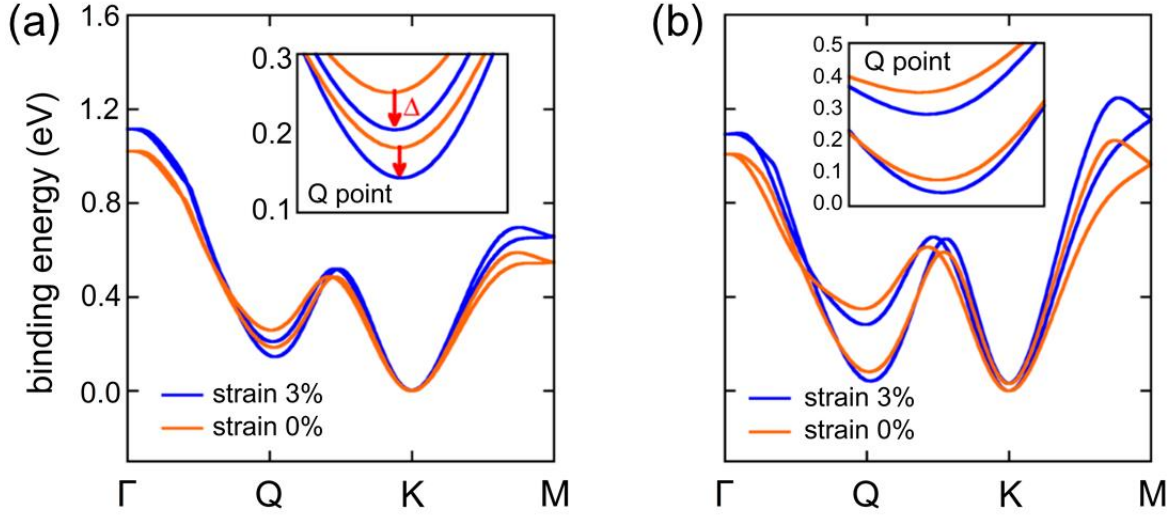 (a)
binding energy (eV)
1.6
1.2
0.8
0.4
0.0
0.3
0.2
0.1
Δ
Q point
strain 3%
strain 0%
Γ Q K M
(b)
0.5
0.4
0.3
0.2
0.1
0.0
Q point
strain 3%
strain 0%
Γ Q K M